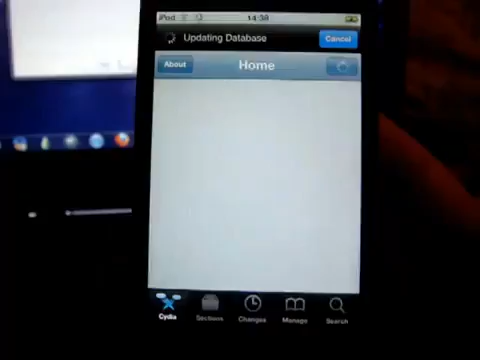 iPod 14:38
Updating Database Cancel
About Home
Cydia Sections Changes Manage Search